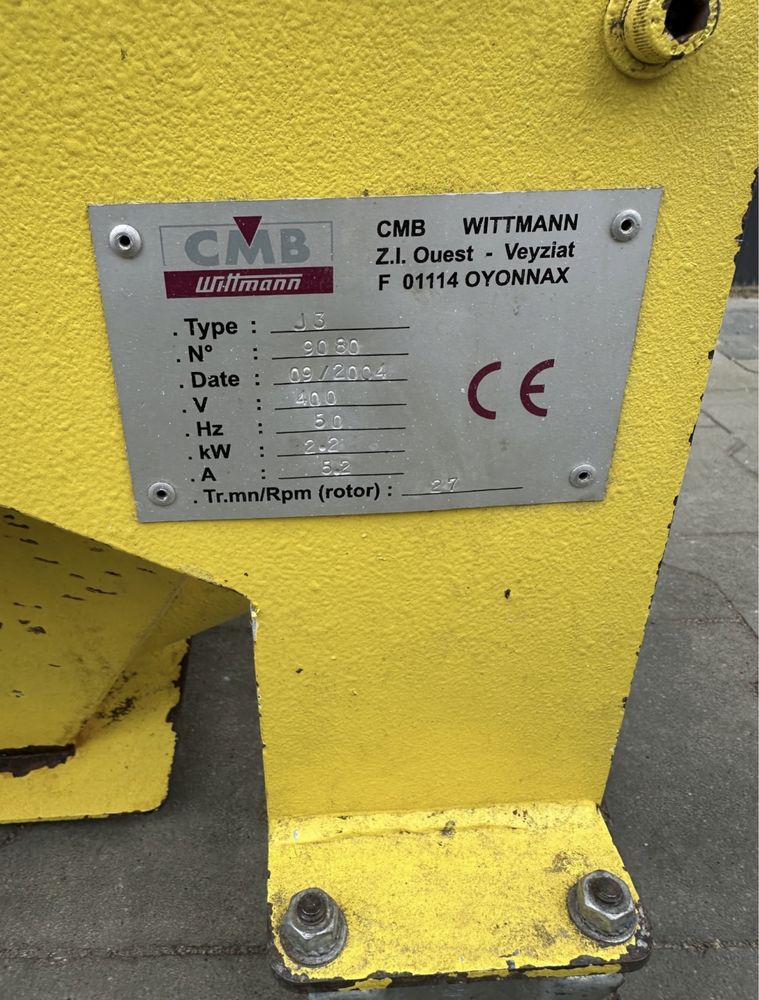 CMB
Wittmann
CMB WITTMANN
Z.I. Ouest - Veyziat
F 01114 OYONNAX
. Type : J3
. N° : 9080
. Date : 09/2004
. V : 400
. Hz : 50
. kW : 2.2
. A : 5.2
. Tr.mn/Rpm (rotor) : 27
CE